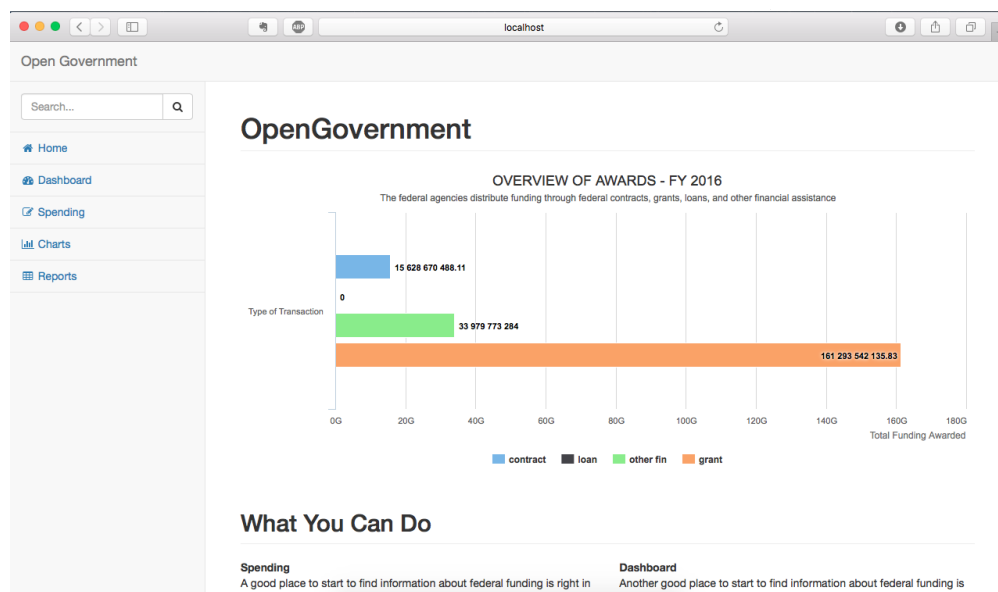 localhost
ABP
Open Government
Search...
Home
Dashboard
Spending
Charts
Reports
OpenGovernment
OVERVIEW OF AWARDS - FY 2016
The federal agencies distribute funding through federal contracts, grants, loans, and other financial assistance
15 628 670 488.11
0
Type of Transaction
33 979 773 284
161 293 542 135.83
0G 20G 40G 60G 80G 100G 120G 140G 160G 180G
Total Funding Awarded
contract loan other fin grant
What You Can Do
Spending
A good place to start to find information about federal funding is right in
Dashboard
Another good place to start to find information about federal funding is